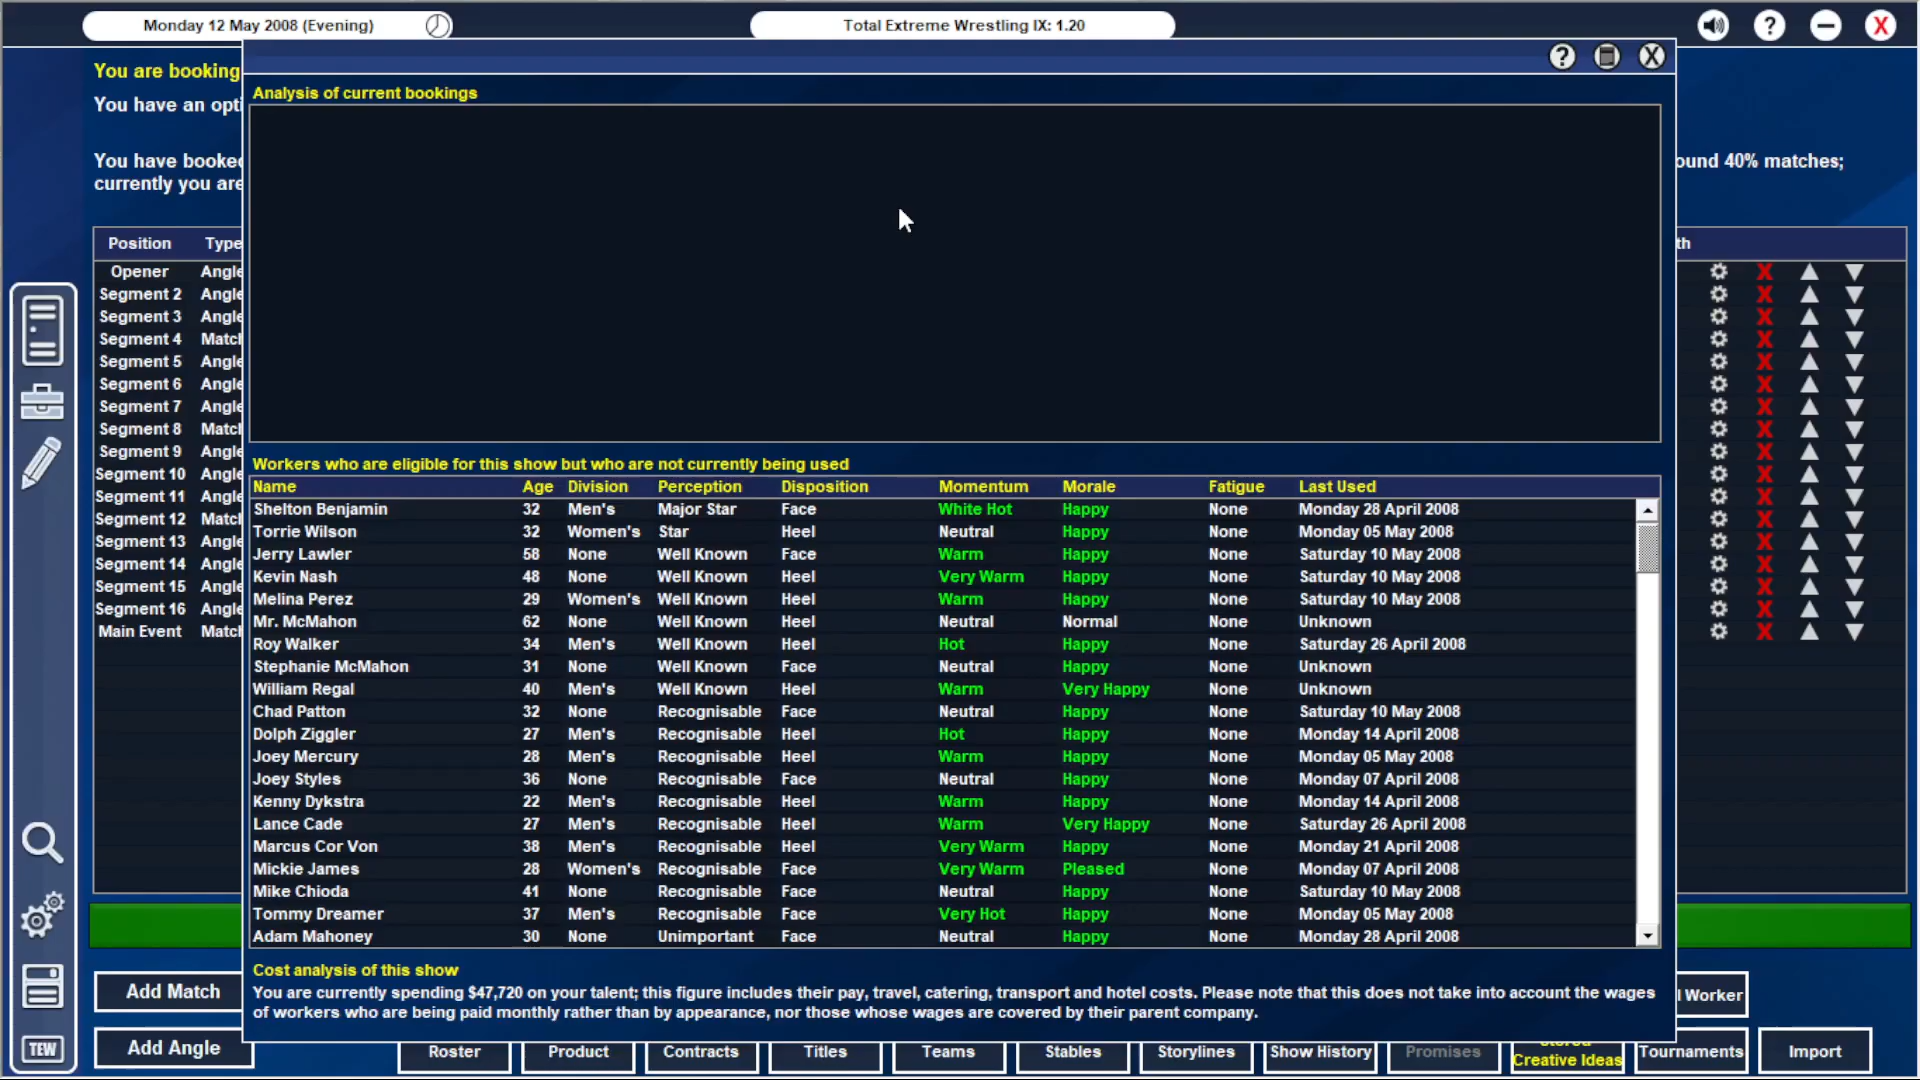 Monday 12 May 2008 (Evening)
Total Extreme Wrestling IX: 1.20
?
X
You are booking
? X
You have an opti
Analysis of current bookings
You have booked
ound 40% matches;
currently you are
Position Type
th
Opener Angle
Segment 2 Angle
Segment 3 Angle
Segment 4 Match
Segment 5 Angle
Segment 6 Angle
Segment 7 Angle
Segment 8 Match
Segment 9 Angle
Segment 10 Angle
Segment 11 Angle
Segment 12 Match
Segment 13 Angle
Segment 14 Angle
Segment 15 Angle
Segment 16 Angle
Main Event Match
Workers who are eligible for this show but who are not currently being used
Name Age Division Perception Disposition Momentum Morale Fatigue Last Used
Shelton Benjamin 32 Men's Major Star Face White Hot Happy None Monday 28 April 2008
Torrie Wilson 32 Women's Star Heel Neutral Happy None Monday 05 May 2008
Jerry Lawler 58 None Well Known Face Warm Happy None Saturday 10 May 2008
Kevin Nash 48 None Well Known Heel Very Warm Happy None Saturday 10 May 2008
Melina Perez 29 Women's Well Known Heel Warm Happy None Saturday 10 May 2008
Mr. McMahon 62 None Well Known Heel Neutral Normal None Unknown
Roy Walker 34 Men's Well Known Heel Hot Happy None Saturday 26 April 2008
Stephanie McMahon 31 None Well Known Face Neutral Happy None Unknown
William Regal 40 Men's Well Known Heel Warm Very Happy None Unknown
Chad Patton 32 None Recognisable Face Neutral Happy None Saturday 10 May 2008
Dolph Ziggler 27 Men's Recognisable Heel Hot Happy None Monday 14 April 2008
Joey Mercury 28 Men's Recognisable Heel Warm Happy None Monday 05 May 2008
Joey Styles 36 None Recognisable Face Neutral Happy None Monday 07 April 2008
Kenny Dykstra 22 Men's Recognisable Heel Warm Happy None Monday 14 April 2008
Lance Cade 27 Men's Recognisable Heel Warm Very Happy None Saturday 26 April 2008
Marcus Cor Von 38 Men's Recognisable Heel Very Warm Happy None Monday 21 April 2008
Mickie James 28 Women's Recognisable Face Very Warm Pleased None Monday 07 April 2008
Mike Chioda 41 None Recognisable Face Neutral Happy None Saturday 10 May 2008
Tommy Dreamer 37 Men's Recognisable Face Very Hot Happy None Monday 05 May 2008
Adam Mahoney 30 None Unimportant Face Neutral Happy None Monday 28 April 2008
Cost analysis of this show
You are currently spending $47,720 on your talent; this figure includes their pay, travel, catering, transport and hotel costs. Please note that this does not take into account the wages
of workers who are being paid monthly rather than by appearance, nor those whose wages are covered by their parent company.
Add Match
l Worker
Add Angle
TEW
Roster Product Contracts Titles Teams Stables Storylines Show History Promises Stored Creative Ideas Tournaments Import